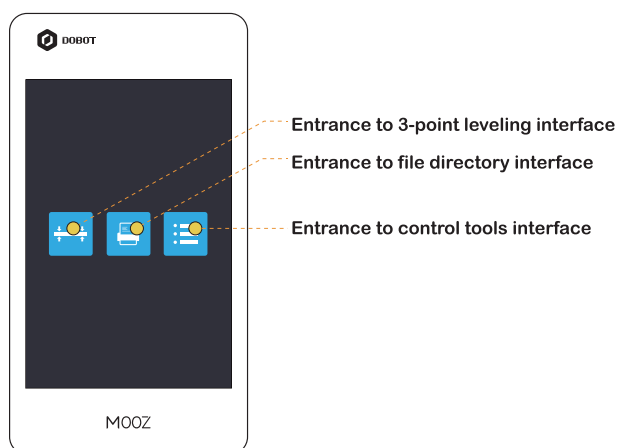 DOBOT
Entrance to 3-point leveling interface
Entrance to file directory interface
Entrance to control tools interface
MOOZ